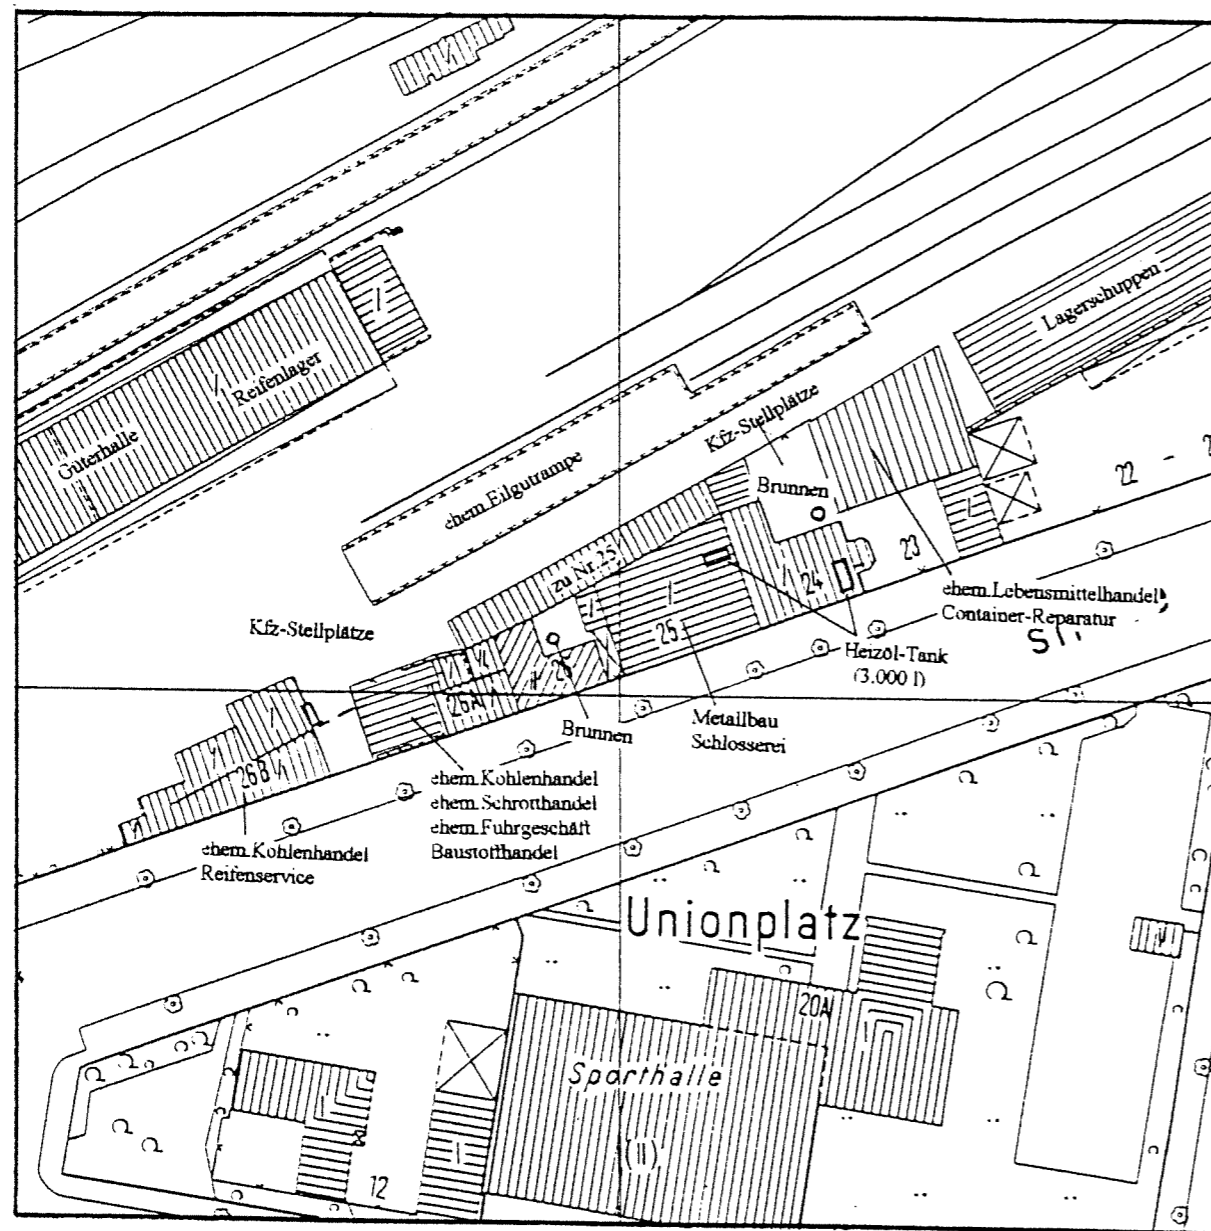 Lagerschuppen
Reifenlager
Güterhalle
Kfz-Stellplätze
ehem.Eilgutrampe
Brunnen
22 -
23
zu Nr.25
24
ehem.Lebensmittelhandel
Container-Reparatur
25
Kfz-Stellplätze
Heizöl-Tank
(3.000 l)
26A
Metallbau
Schlosserei
Brunnen
26B
ehem.Kohlenhandel
ehem.Schrotthandel
ehem.Fuhrgeschäft
Baustoffhandel
ehem.Kohlenhandel
Reifenservice
Unionplatz
20A
Sporthalle
(II)
12